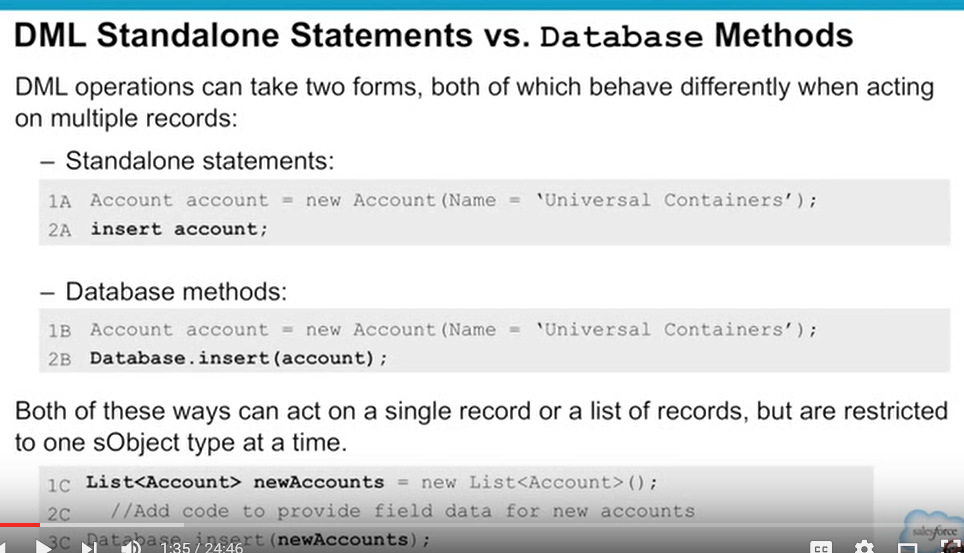 DML Standalone Statements vs. Database Methods
DML operations can take two forms, both of which behave differently when acting
on multiple records:
– Standalone statements:
1A Account account = new Account(Name = ‘Universal Containers’);
2A insert account;
– Database methods:
1B Account account = new Account(Name = ‘Universal Containers’);
2B Database.insert(account);
Both of these ways can act on a single record or a list of records, but are restricted
to one sObject type at a time.
1C List<Account> newAccounts = new List<Account>();
2C //Add code to provide field data for new accounts
3C Database.insert(newAccounts);
salesforce
1:35 / 24:46
CC